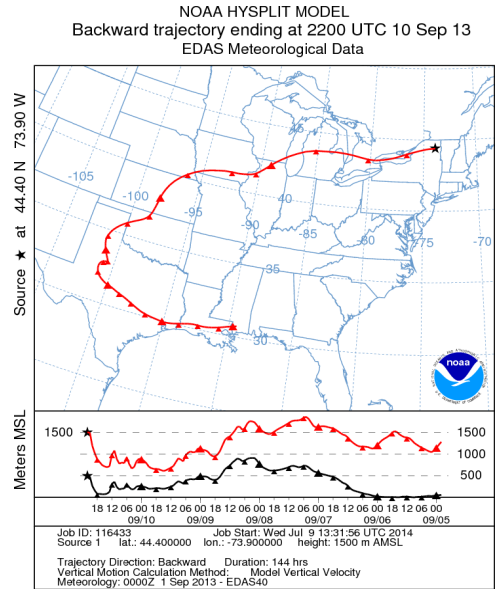 NOAA HYSPLIT MODEL
Backward trajectory ending at 2200 UTC 10 Sep 13
EDAS Meteorological Data
Source ★ at 44.40 N 73.90 W
-105
-100
-95
-90
-85
-80
-75
-70
40
35
30
noaa
Meters MSL
1500
1500
1000
500
18 12 06 00 18 12 06 00 18 12 06 00 18 12 06 00 18 12 06 00 18 12 06 00
09/10 09/09 09/08 09/07 09/06 09/05
Job ID: 116433 Job Start: Wed Jul 9 13:31:56 UTC 2014
Source 1 lat.: 44.400000 lon.: -73.900000 height: 1500 m AMSL
Trajectory Direction: Backward Duration: 144 hrs
Vertical Motion Calculation Method: Model Vertical Velocity
Meteorology: 0000Z 1 Sep 2013 - EDAS40